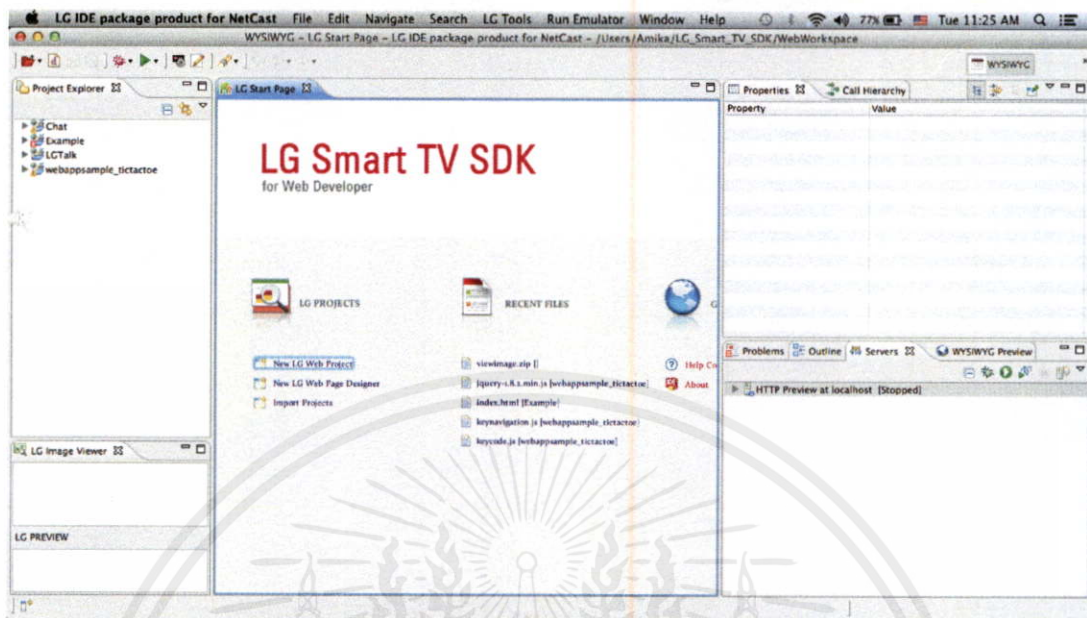 LG IDE package product for NetCast File Edit Navigate Search LG Tools Run Emulator Window Help 77% Tue 11:25 AM
WYSIWYG – LG Start Page – LG IDE package product for NetCast – /Users/Amika/LG_Smart_TV_SDK/WebWorkspace
WYSIWYG
Project Explorer
Chat
Example
LGTalk
webappsample_tictactoe
LG Image Viewer
LG PREVIEW
LG Start Page
LG Smart TV SDK
for Web Developer
LG PROJECTS
New LG Web Project
New LG Web Page Designer
Import Projects
RECENT FILES
viewimage.zip []
jquery-1.8.1.min.js [webappsample_tictactoe]
index.html [Example]
keynavigation.js [webappsample_tictactoe]
keycode.js [webappsample_tictactoe]
G
Help Co
About
Properties Call Hierarchy
Property Value
Problems Outline Servers WYSIWYG Preview
HTTP Preview at localhost [Stopped]